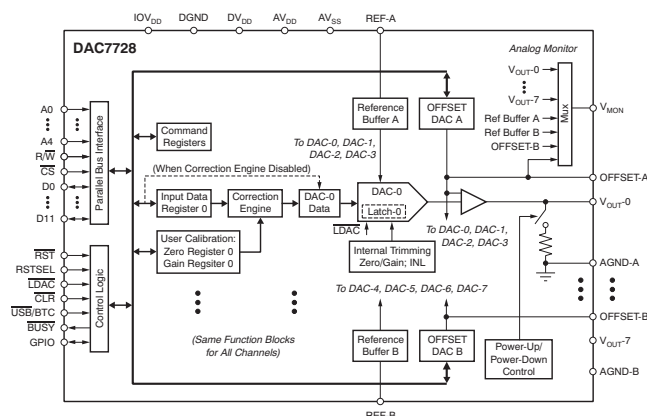 IOVDD DGND DVDD AVDD AVSS REF-A
DAC7728
Analog Monitor
VOUT-0
VOUT-7
Ref Buffer A
Ref Buffer B
OFFSET-B
Mux
VMON
A0
A4
R/W
CS
D0
D11
Parallel Bus Interface
Command
Registers
Reference
Buffer A
OFFSET
DAC A
To DAC-0, DAC-1,
DAC-2, DAC-3
(When Correction Engine Disabled)
Input Data
Register 0
Correction
Engine
DAC-0
Data
DAC-0
Latch-0
OFFSET-A
VOUT-0
User Calibration:
Zero Register 0
Gain Register 0
LDAC
Internal Trimming
Zero/Gain; INL
To DAC-0, DAC-1,
DAC-2, DAC-3
AGND-A
RST
RSTSEL
LDAC
CLR
USB/BTC
BUSY
GPIO
Control Logic
To DAC-4, DAC-5, DAC-6, DAC-7
(Same Function Blocks
for All Channels)
Reference
Buffer B
OFFSET
DAC B
Power-Up/
Power-Down
Control
OFFSET-B
VOUT-7
AGND-B
REF-B